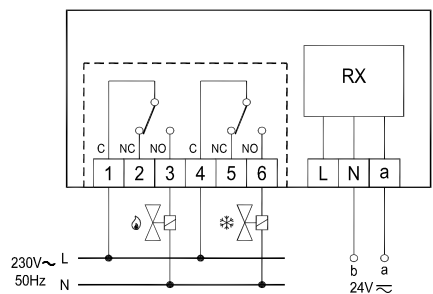 RX
C NC NO C NC NO
1 2 3 4 5 6 L N a
230V~ L
50Hz N
b a
24V ⎓